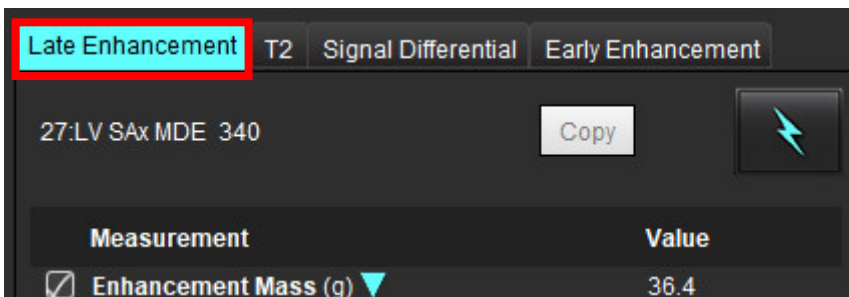 Late Enhancement T2 Signal Differential Early Enhancement
27:LV SAx MDE 340 Copy
Measurement Value
Enhancement Mass (g) 36.4